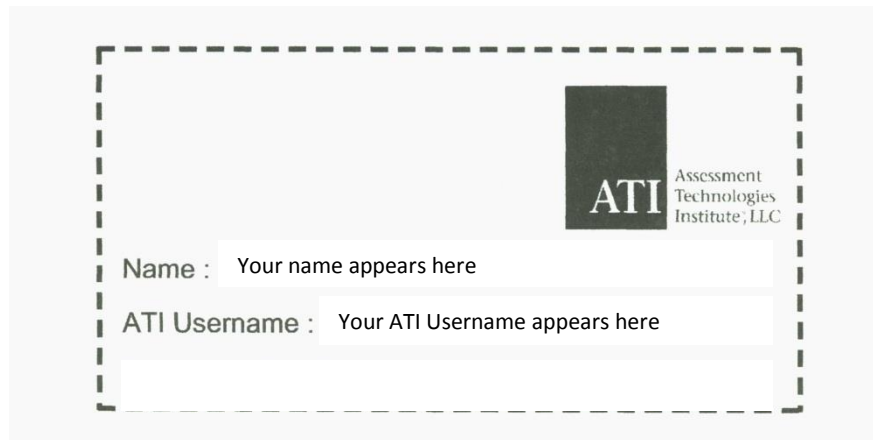 ATI
Assessment
Technologies
Institute, LLC
Name : Your name appears here
ATI Username : Your ATI Username appears here